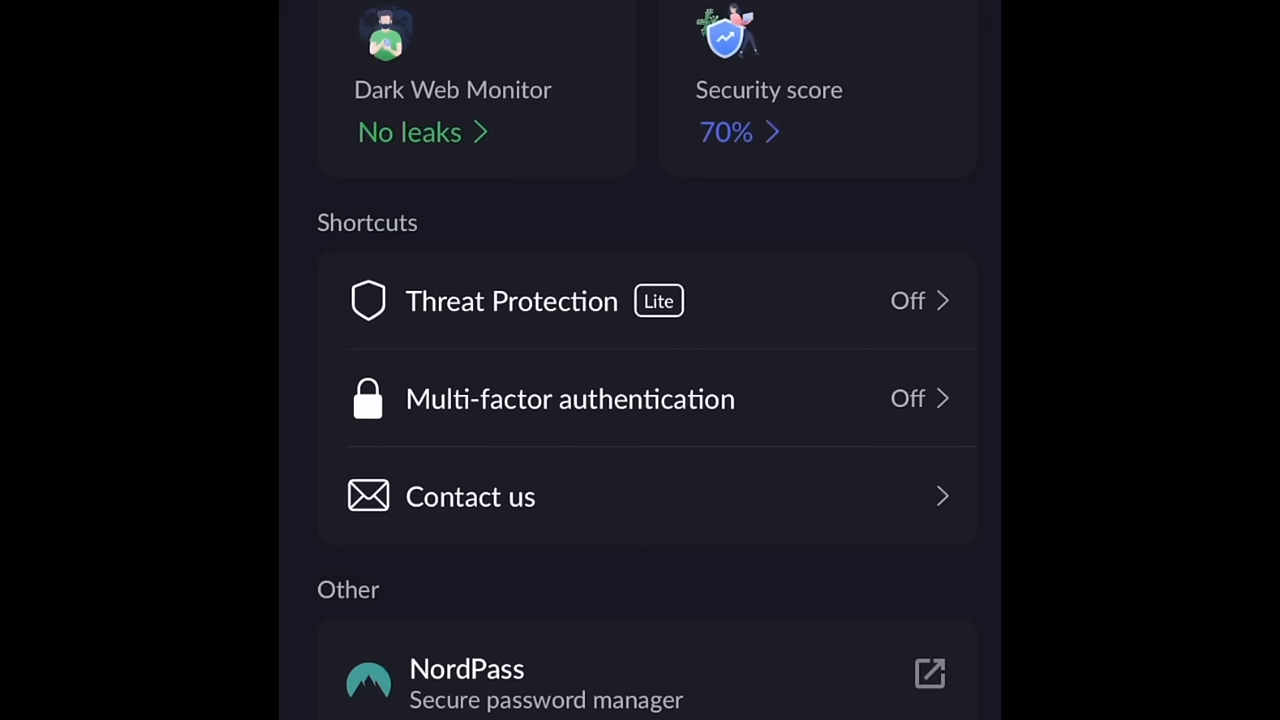 Dark Web Monitor
No leaks
Security score
70%
Shortcuts
Threat Protection Lite
Off
Multi-factor authentication
Off
Contact us
Other
NordPass
Secure password manager